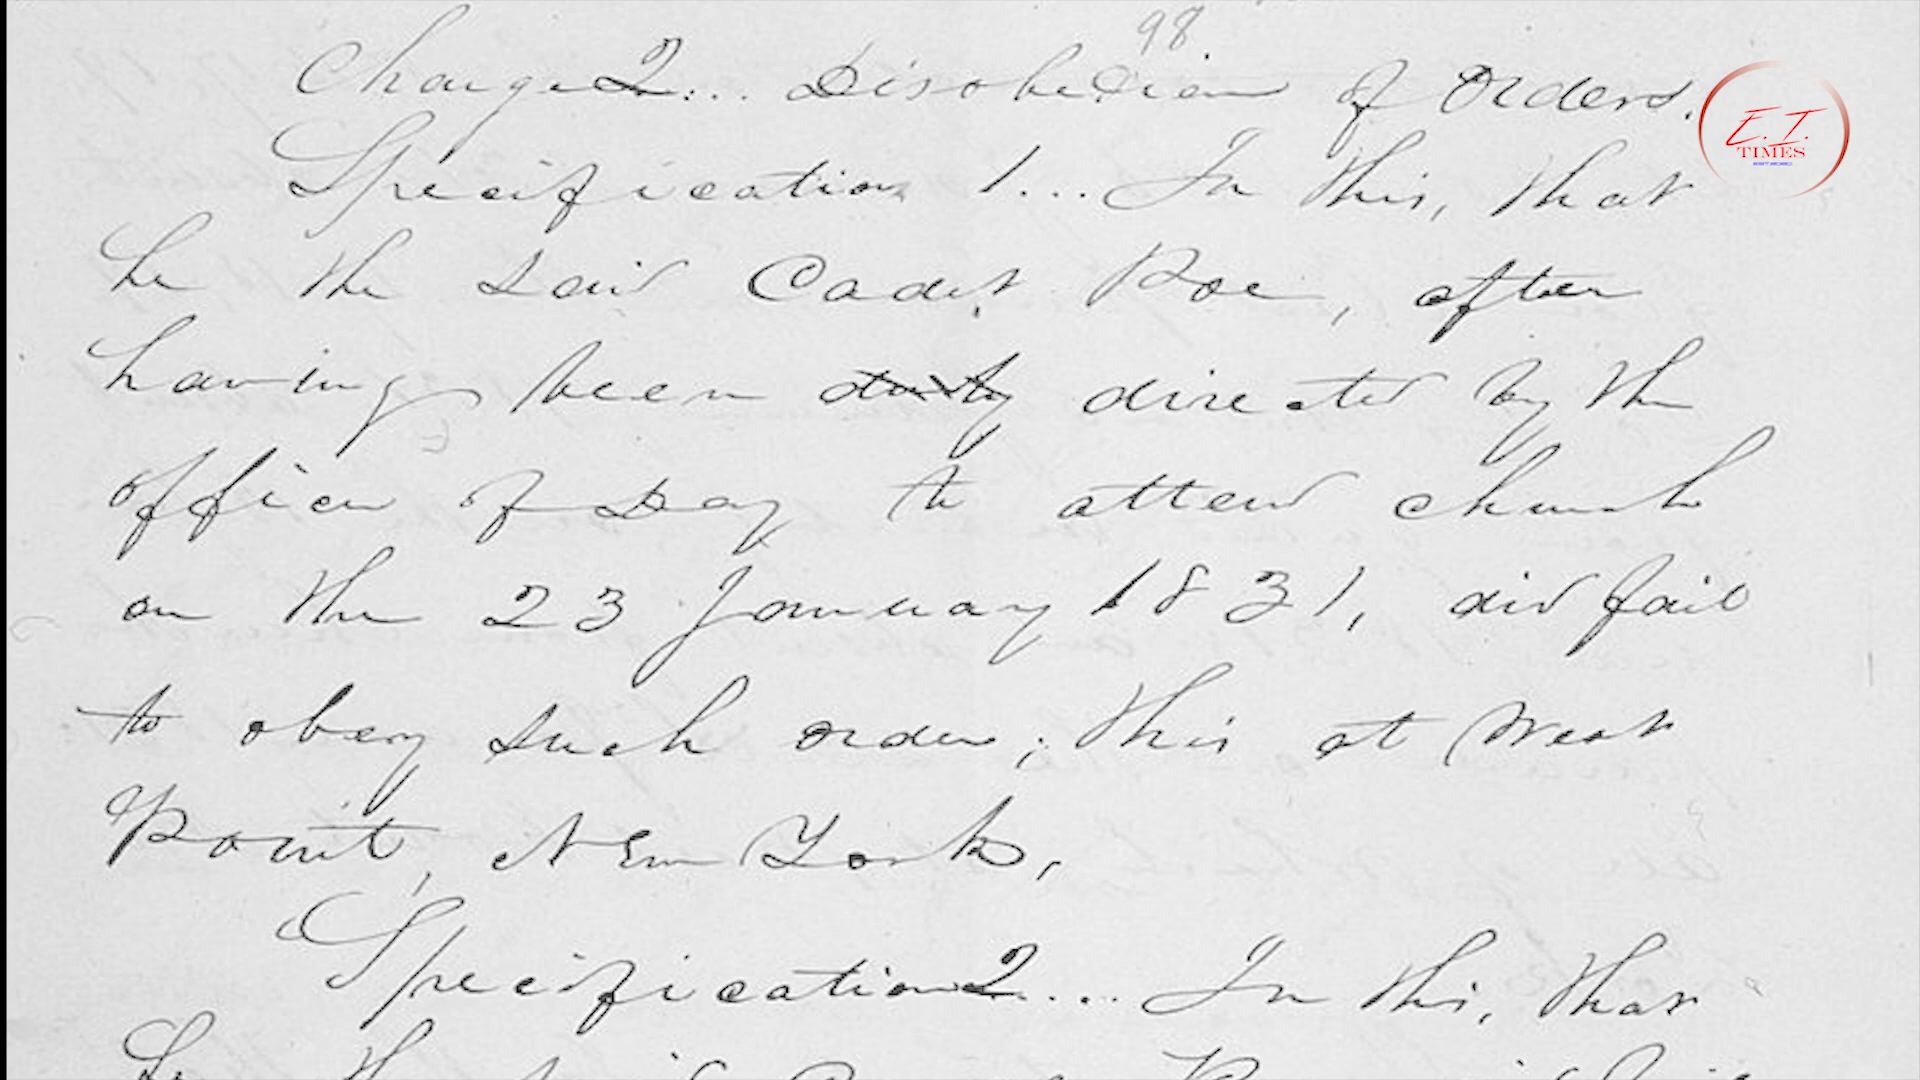 98
Charge 2... Disobedience of Orders.
Specification 1... In this, that
he the said Cadet Poe, after
having been duly directed by the
officer of Day to attend church
on the 23 January 1831, did fail
to obey such order; this at West
Point, New York,
Specification 2.... In this, that
E.I.
TIMES